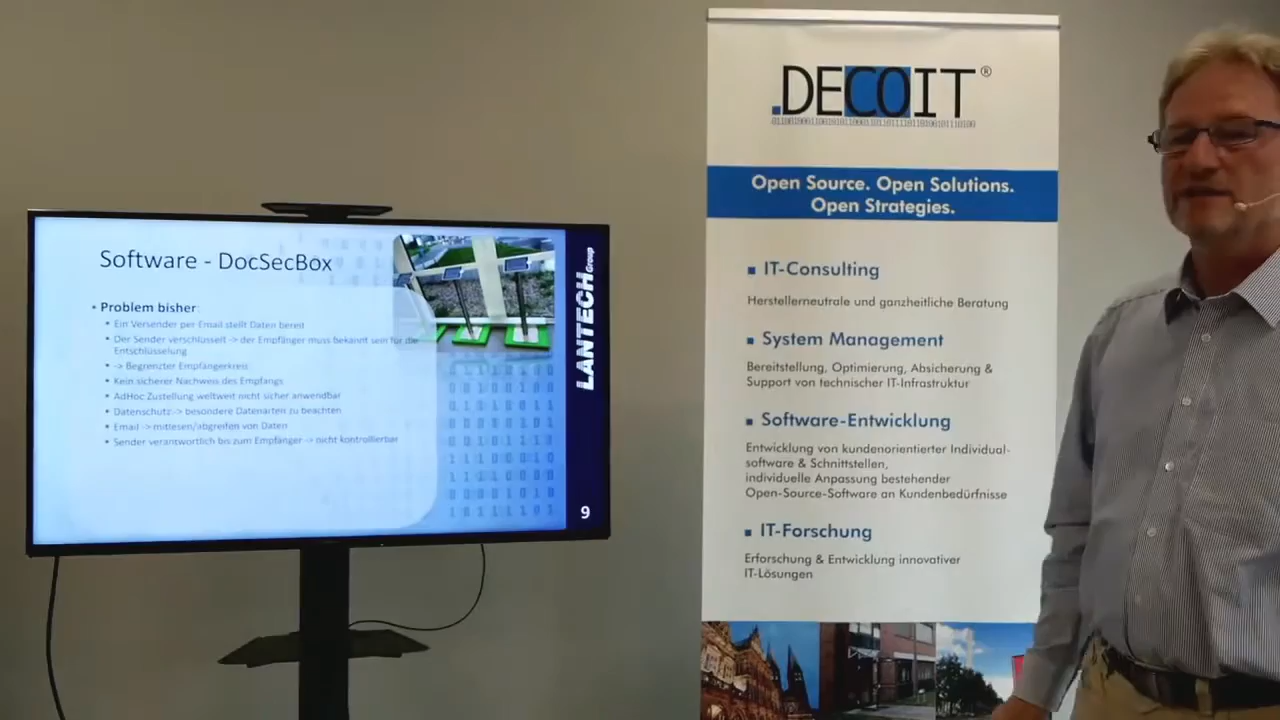 Software - DocSecBox
• Problem bisher:
▪ Ein Versender per Email stellt Daten bereit
▪ Der Sender verschlüsselt -> der Empfänger muss bekannt sein für die
Entschlüsselung
▪ -> Begrenzter Empfängerkreis
▪ Kein sicherer Nachweis des Empfangs
▪ AdHoc Zustellung weltweit nicht sicher anwendbar
▪ Datenschutz -> besondere Datenarten zu beachten
▪ Email -> mitlesen/abgreifen von Daten
▪ Sender verantwortlich bis zum Empfänger -> nicht kontrollierbar
LANTECH Group
9
.DECOIT®
Open Source. Open Solutions.
Open Strategies.
▪ IT-Consulting
Herstellerneutrale und ganzheitliche Beratung
▪ System Management
Bereitstellung, Optimierung, Absicherung &
Support von technischer IT-Infrastruktur
▪ Software-Entwicklung
Entwicklung von kundenorientierter Individual-
software & Schnittstellen,
individuelle Anpassung bestehender
Open-Source-Software an Kundenbedürfnisse
▪ IT-Forschung
Erforschung & Entwicklung innovativer
IT-Lösungen